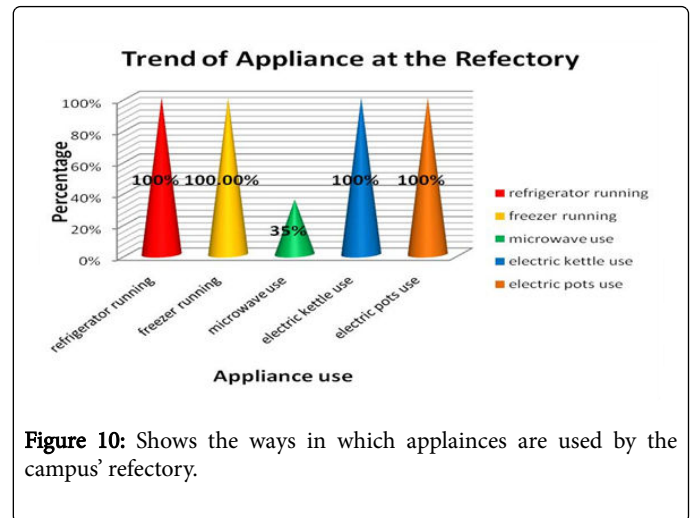 Trend of Appliance at the Refectory
Percentage
100%
80%
60%
40%
20%
0%
100%
100.00%
35%
100%
100%
refrigerator running
freezer running
microwave use
electric kettle use
electric pots use
Appliance use
refrigerator running
freezer running
microwave use
electric kettle use
electric pots use
Figure 10: Shows the ways in which applainces are used by the
campus’ refectory.